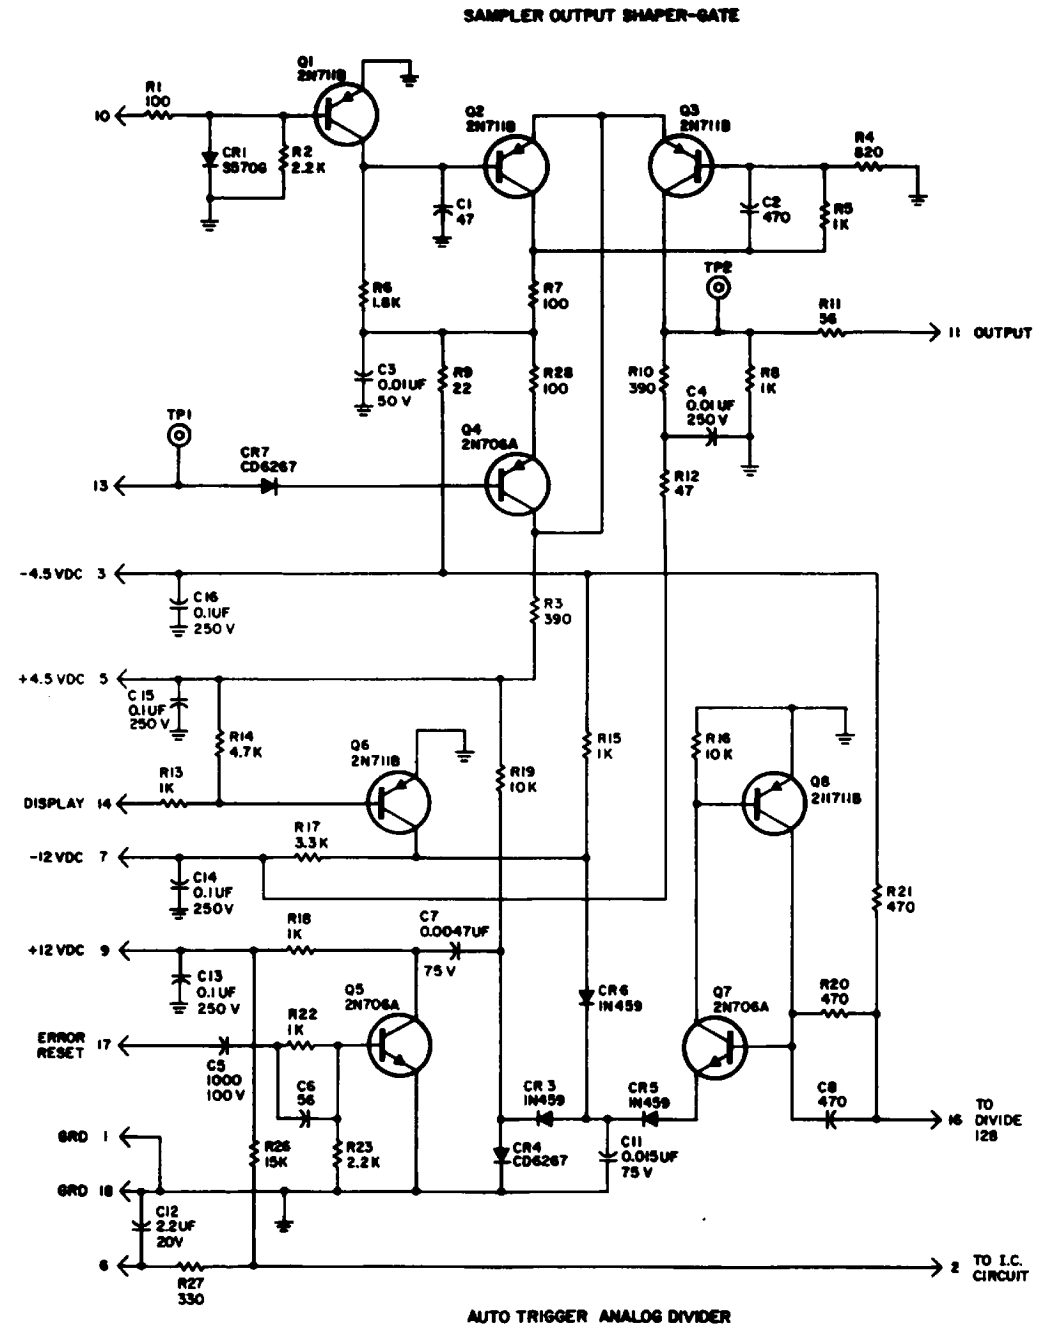 SAMPLER OUTPUT SHAPER-GATE
Q1
2N711B
R1
100
10
CR1
S570G
R2
2.2K
Q2
2N711B
Q3
2N711B
R4
820
C1
47
C2
470
R5
1K
R6
1.8K
R7
100
TP2
R11
56
11 OUTPUT
C3
0.01UF
50 V
R9
22
R28
100
R10
390
R8
1K
C4
0.01UF
250 V
TP1
Q4
2N706A
CR7
CD6267
13
R12
47
-4.5 VDC 3
C16
0.1UF
250 V
R3
390
+4.5 VDC 5
C15
0.1UF
250 V
R14
4.7K
Q6
2N711B
R19
10K
R15
1K
R16
10K
Q8
2N711B
R13
1K
DISPLAY 14
R17
3.3K
-12 VDC 7
C14
0.1UF
250V
R21
470
R18
1K
C7
0.0047UF
75 V
+12 VDC 9
C13
0.1UF
250 V
Q5
2N706A
CR6
1N459
Q7
2N706A
R20
470
R22
1K
ERROR
RESET 17
C5
1000
100 V
C6
56
CR3
1N459
CR5
1N459
C8
470
16 TO
DIVIDE
128
GRD 1
R26
15K
R23
2.2K
CR4
CD6267
C11
0.015UF
75 V
GRD 18
C12
2.2UF
20V
6
R27
330
2 TO I.C.
CIRCUIT
AUTO TRIGGER ANALOG DIVIDER